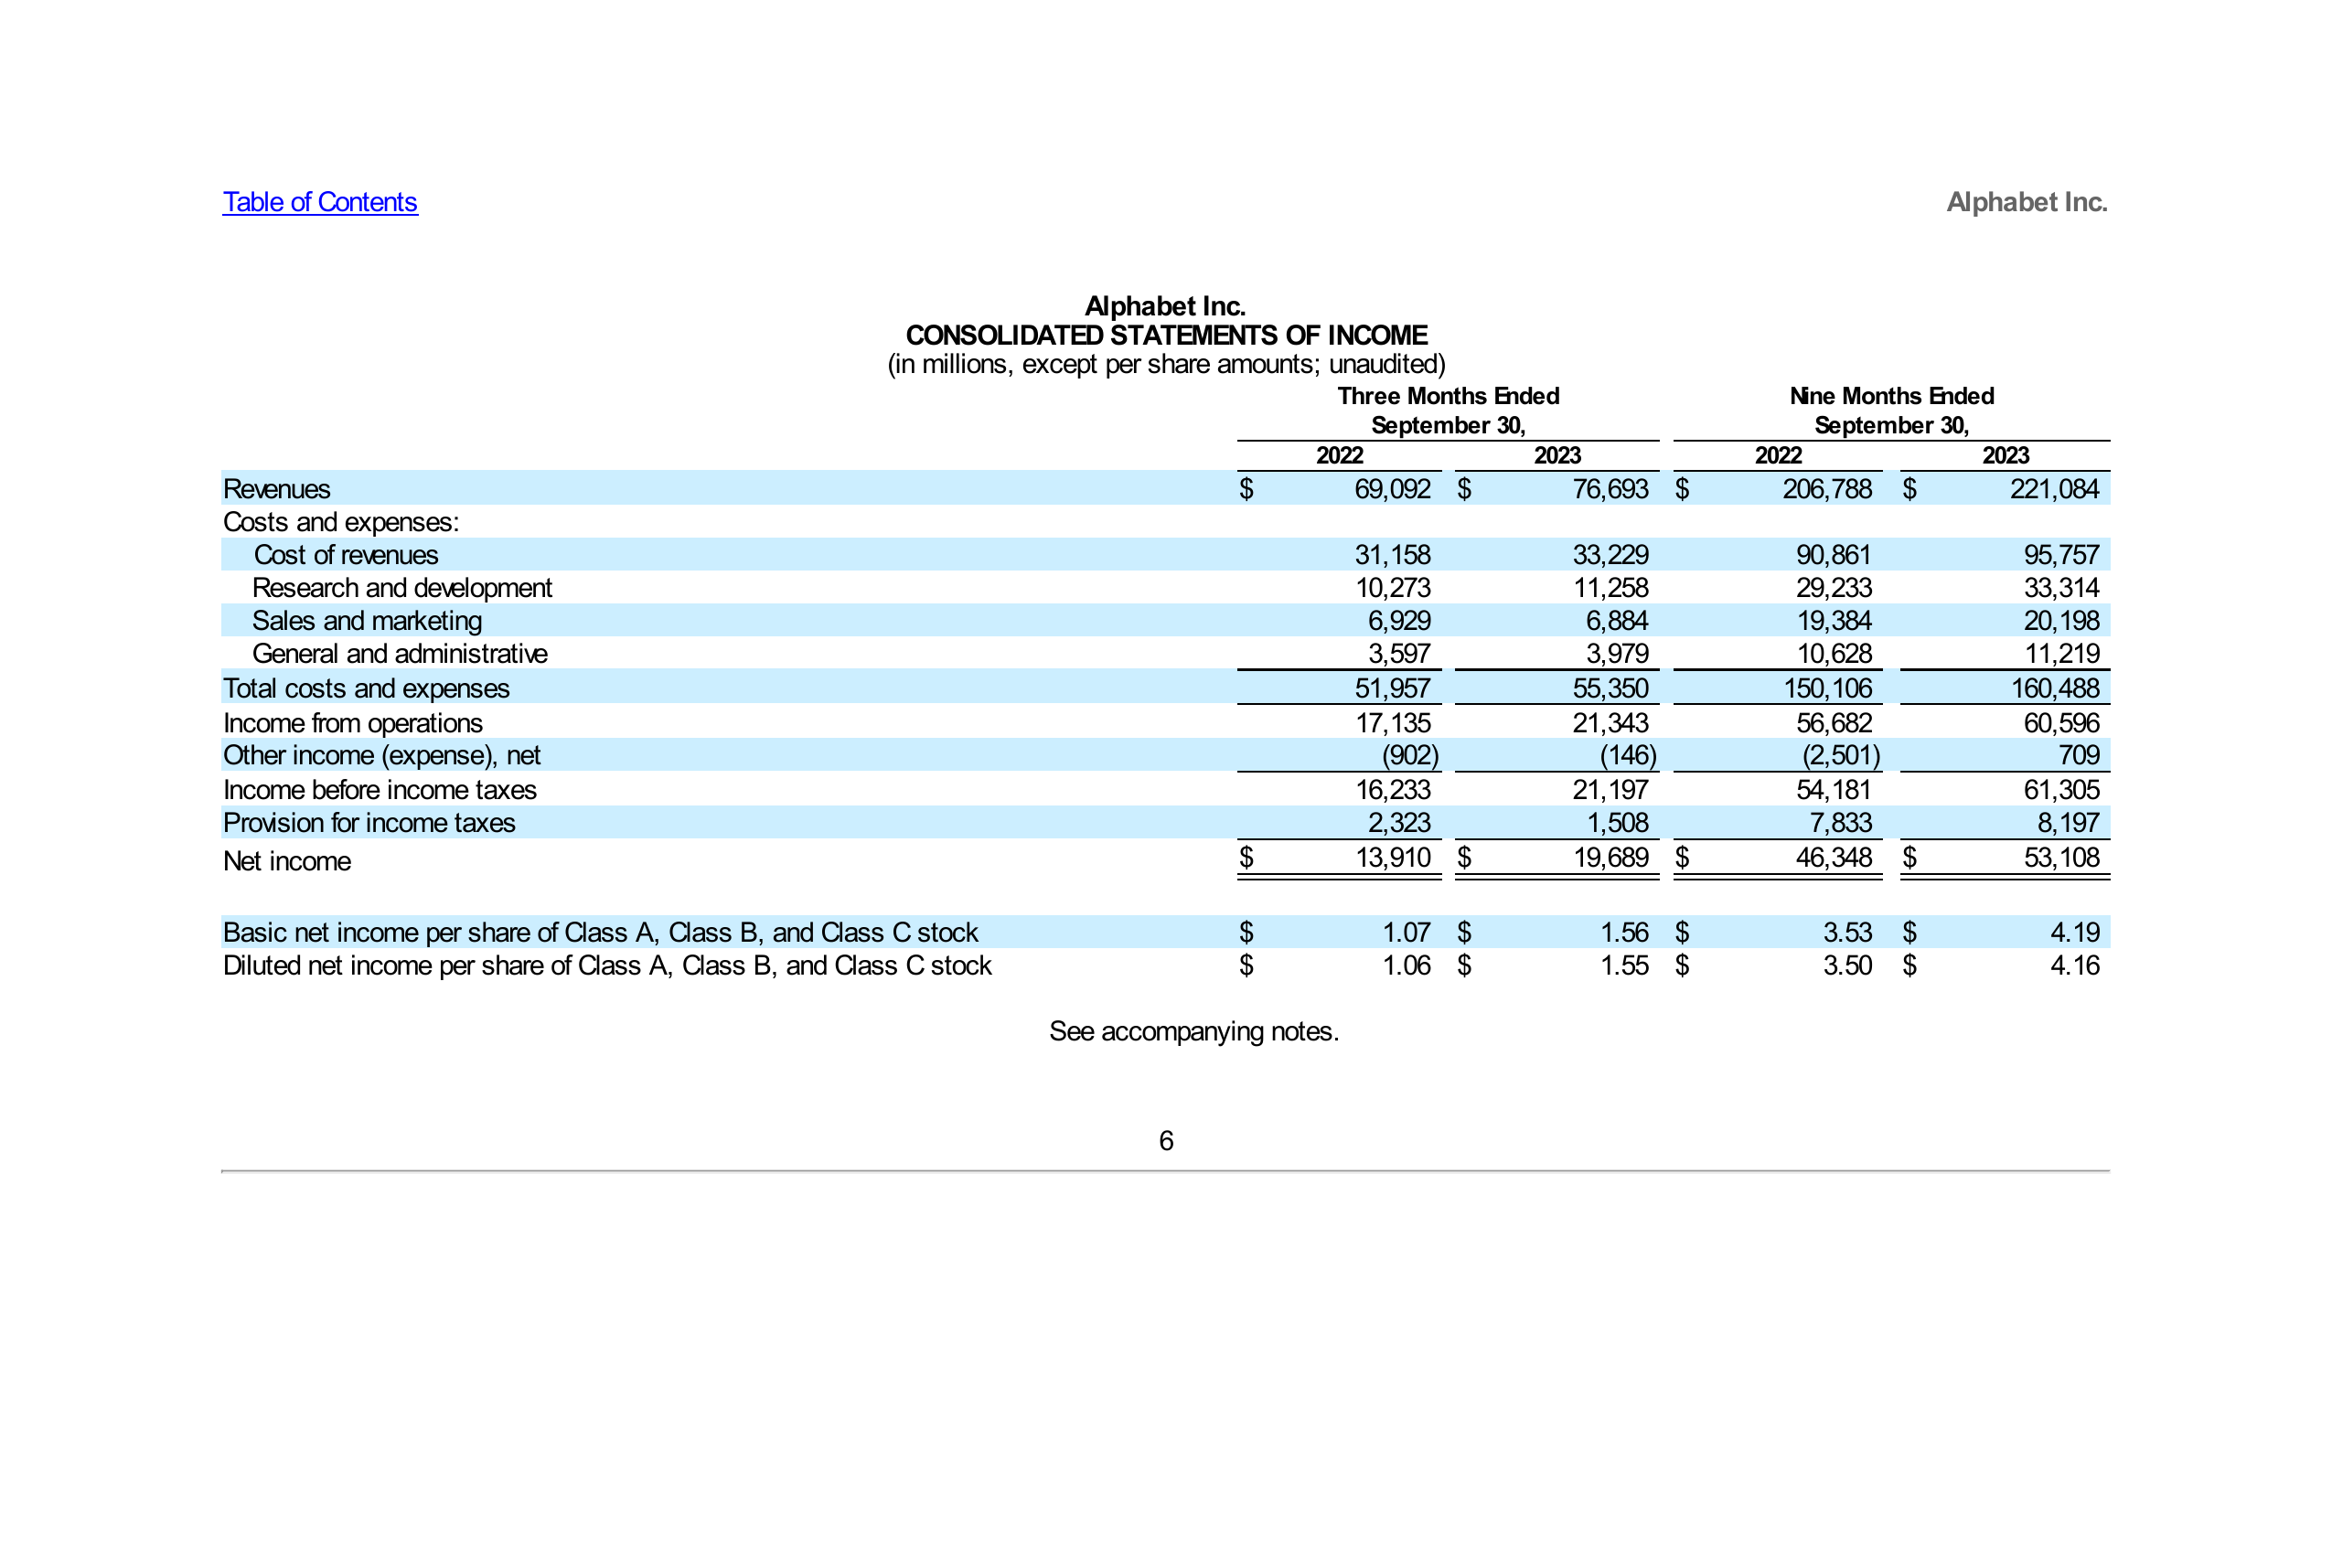 Table of Contents Alphabet Inc.
Alphabet Inc.
CONSOLIDATED STATEMENTS OF INCOME
(in millions, except per share amounts; unaudited)
Three Months Ended Nine Months Ended
September 30, September 30,
2022 2023 2022 2023
Revenues $ 69,092 $ 76,693 $ 206,788 $ 221,084
Costs and expenses:
Cost of revenues 31,158 33,229 90,861 95,757
Research and development 10,273 11,258 29,233 33,314
Sales and marketing 6,929 6,884 19,384 20,198
General and administrative 3,597 3,979 10,628 11,219
Total costs and expenses 51,957 55,350 150,106 160,488
Income from operations 17,135 21,343 56,682 60,596
Other income (expense), net (902) (146) (2,501) 709
Income before income taxes 16,233 21,197 54,181 61,305
Provision for income taxes 2,323 1,508 7,833 8,197
Net income $ 13,910 $ 19,689 $ 46,348 $ 53,108
Basic net income per share of Class A, Class B, and Class C stock $ 1.07 $ 1.56 $ 3.53 $ 4.19
Diluted net income per share of Class A, Class B, and Class C stock $ 1.06 $ 1.55 $ 3.50 $ 4.16
See accompanying notes.
6